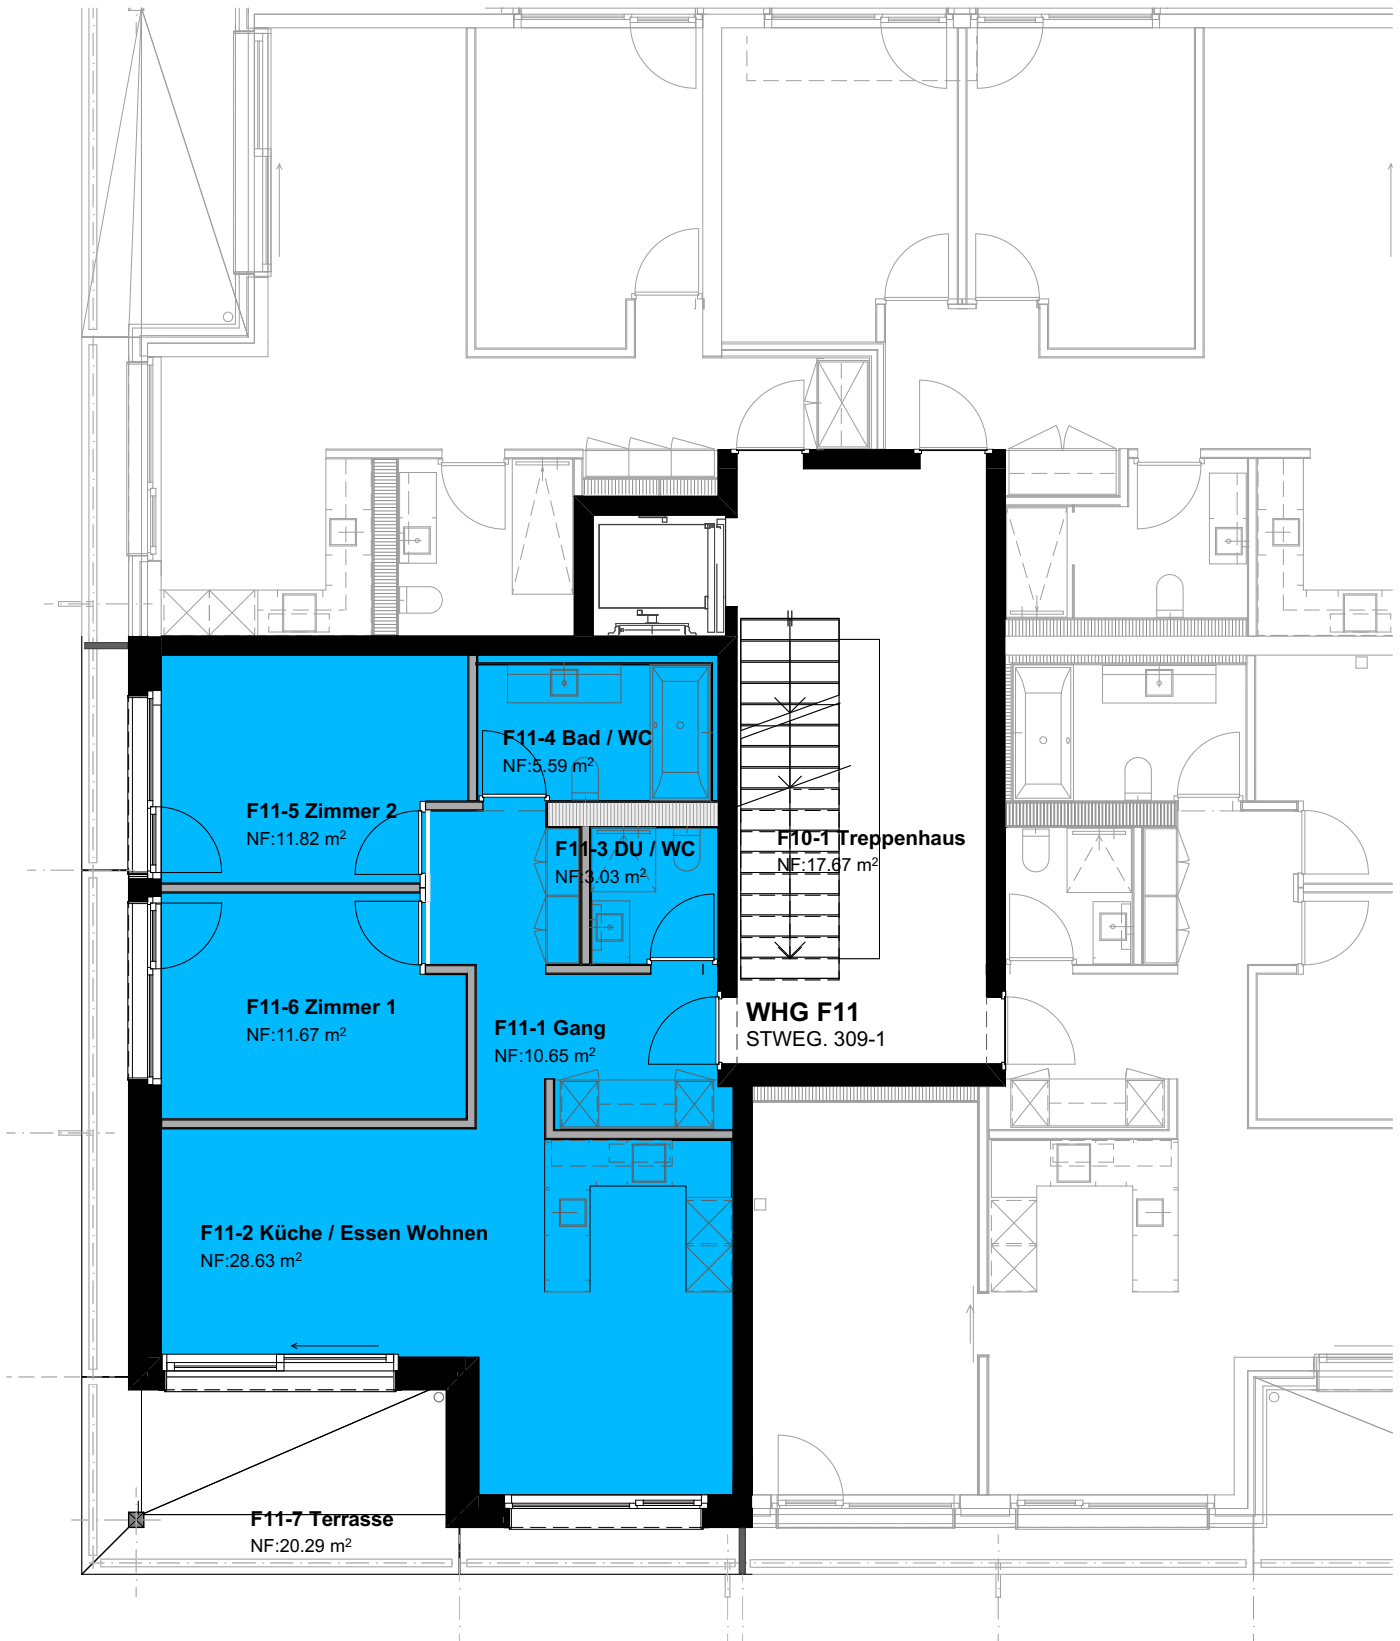 F11-4 Bad / WC
NF:5.59 m²
F11-5 Zimmer 2
NF:11.82 m²
F11-3 DU / WC
NF:3.03 m²
F10-1 Treppenhaus
NF:17.67 m²
F11-6 Zimmer 1
NF:11.67 m²
F11-1 Gang
NF:10.65 m²
WHG F11
STWEG. 309-1
F11-2 Küche / Essen Wohnen
NF:28.63 m²
F11-7 Terrasse
NF:20.29 m²